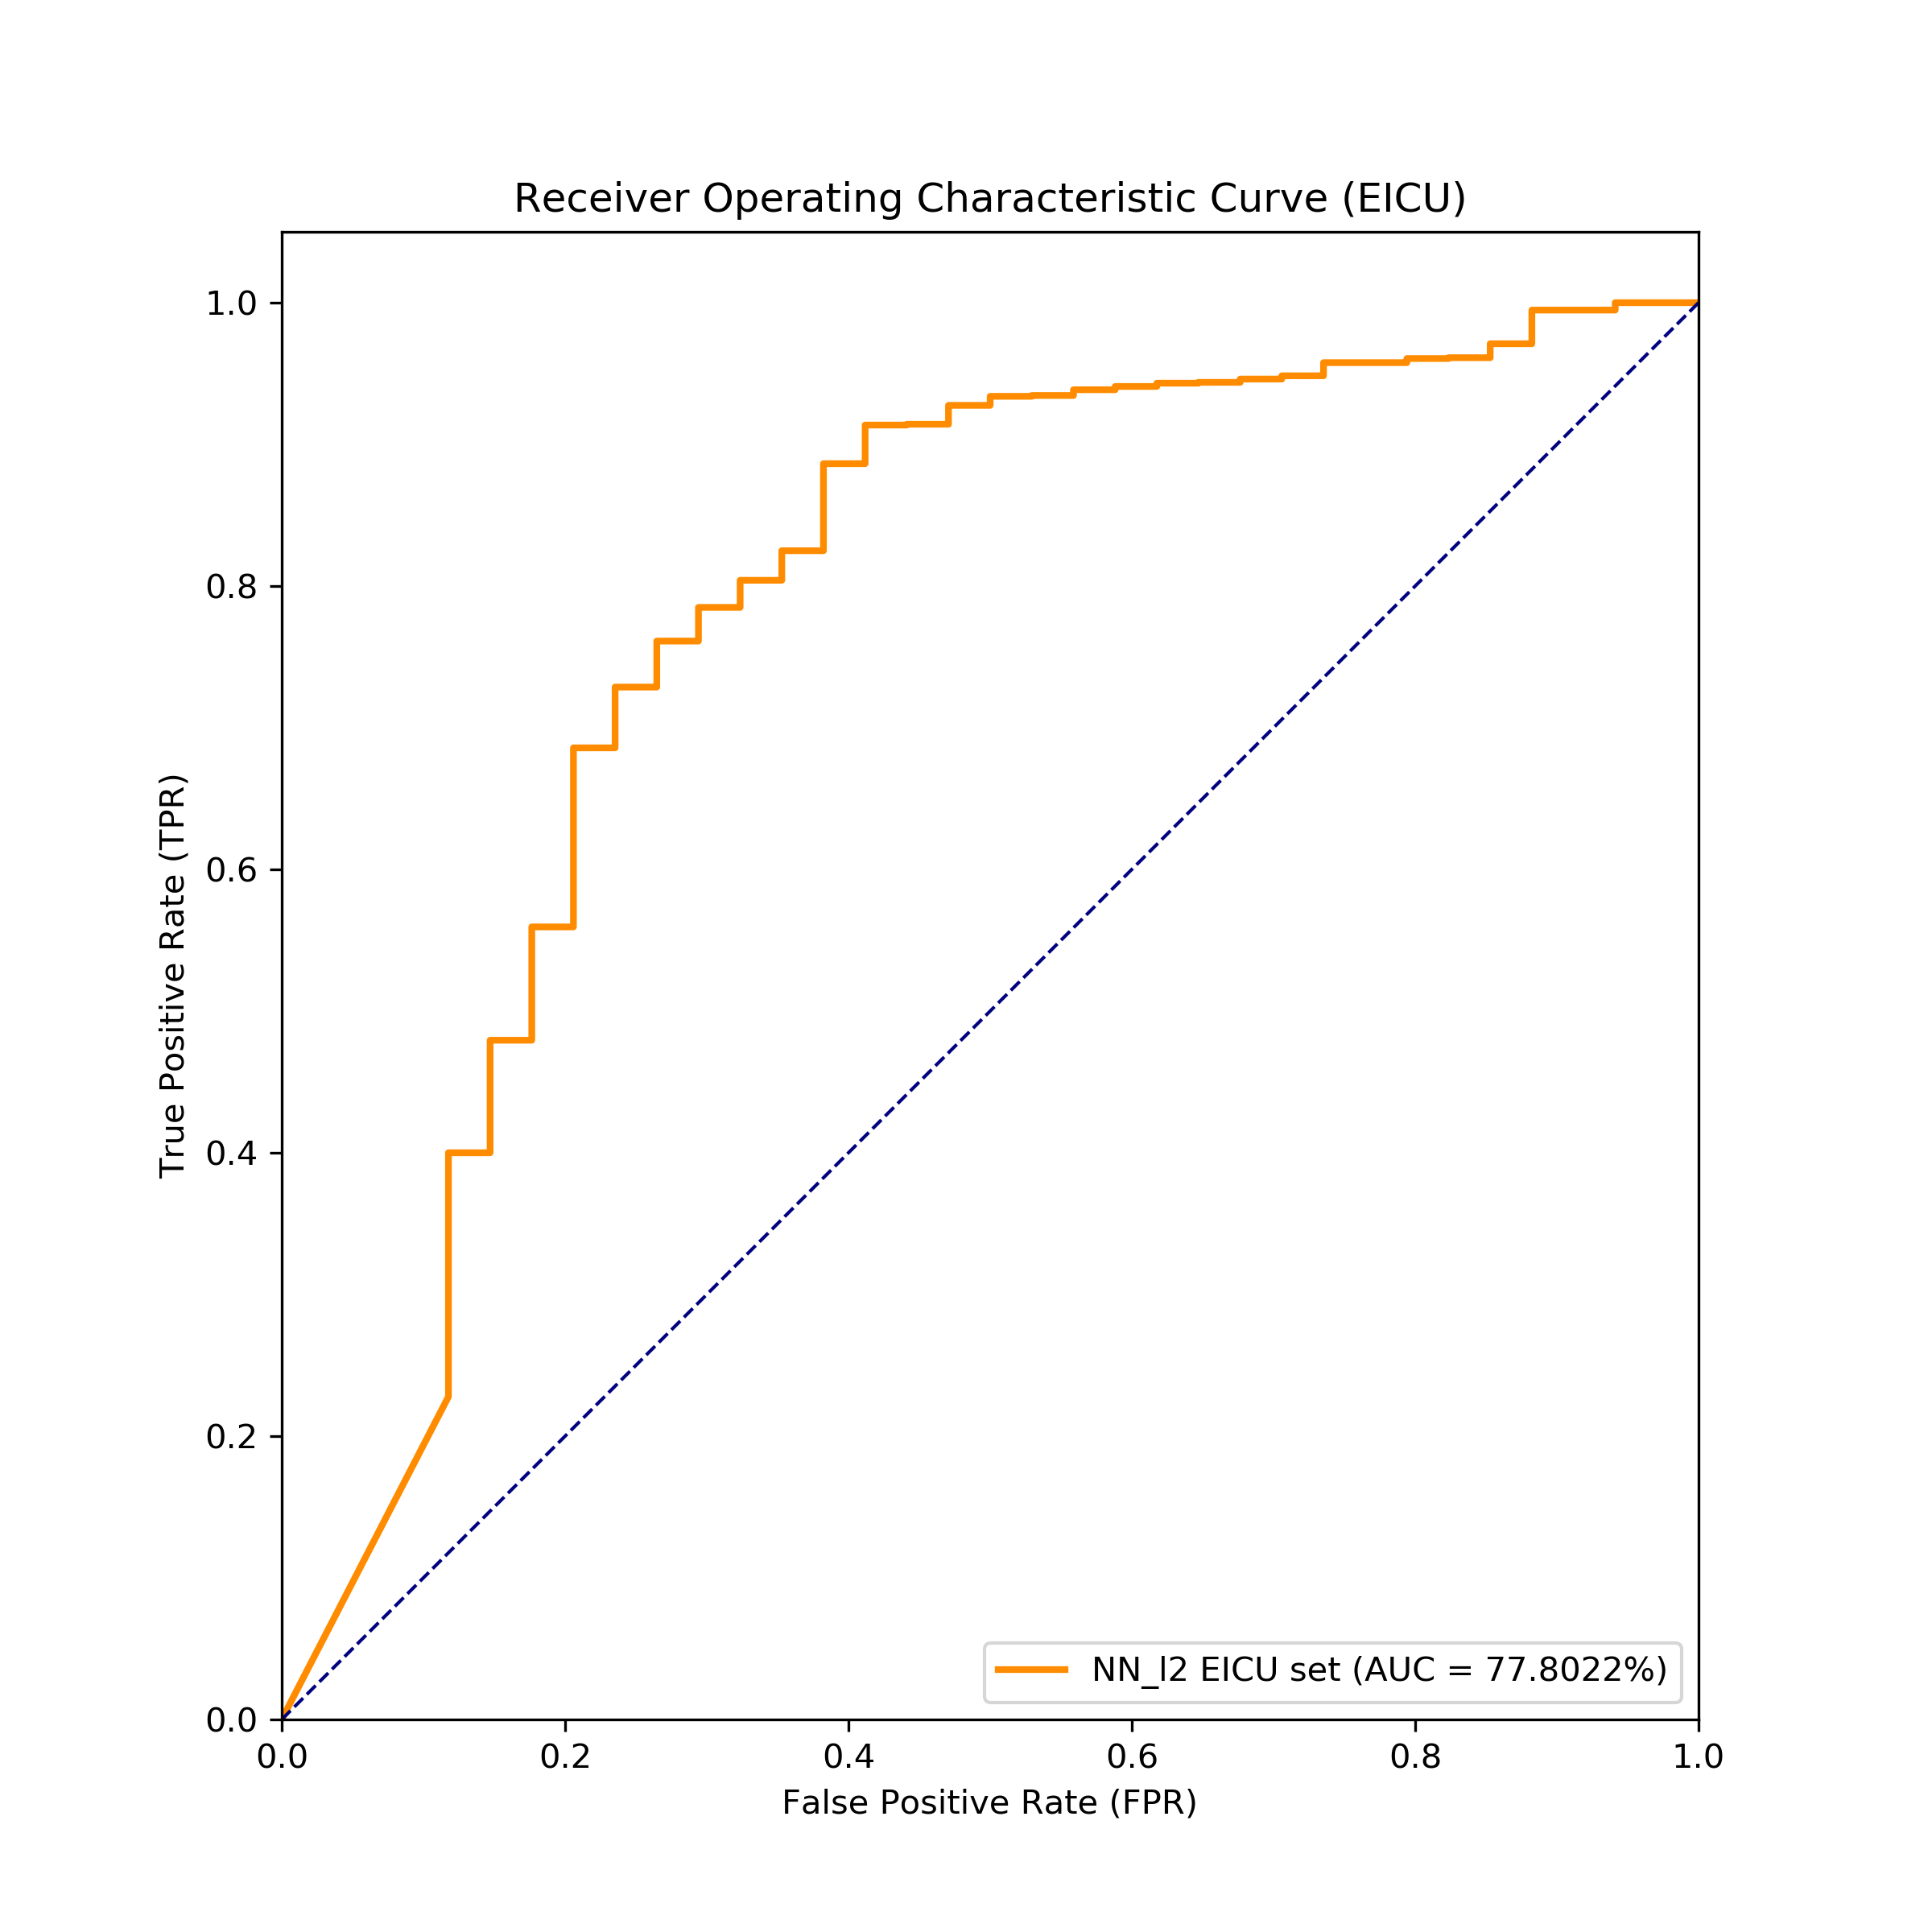 Receiver Operating Characteristic Curve (EICU)
1.0
0.8
0.6
0.4
0.2
0.0
True Positive Rate (TPR)
NN_l2 EICU set (AUC = 77.8022%)
0.0 0.2 0.4 0.6 0.8 1.0
False Positive Rate (FPR)